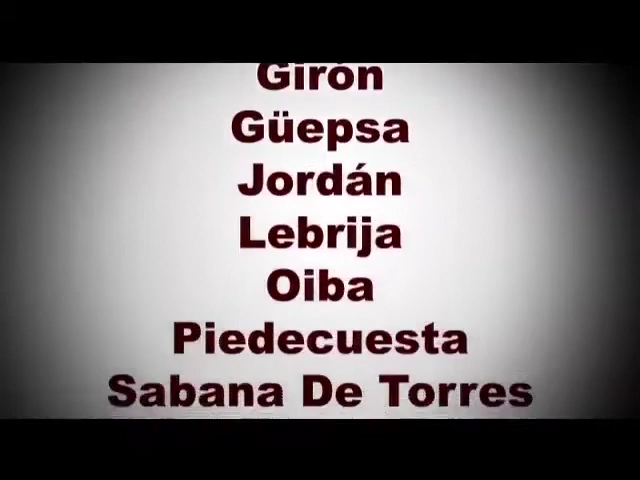 Girón
Güepsa
Jordán
Lebrija
Oiba
Piedecuesta
Sabana De Torres